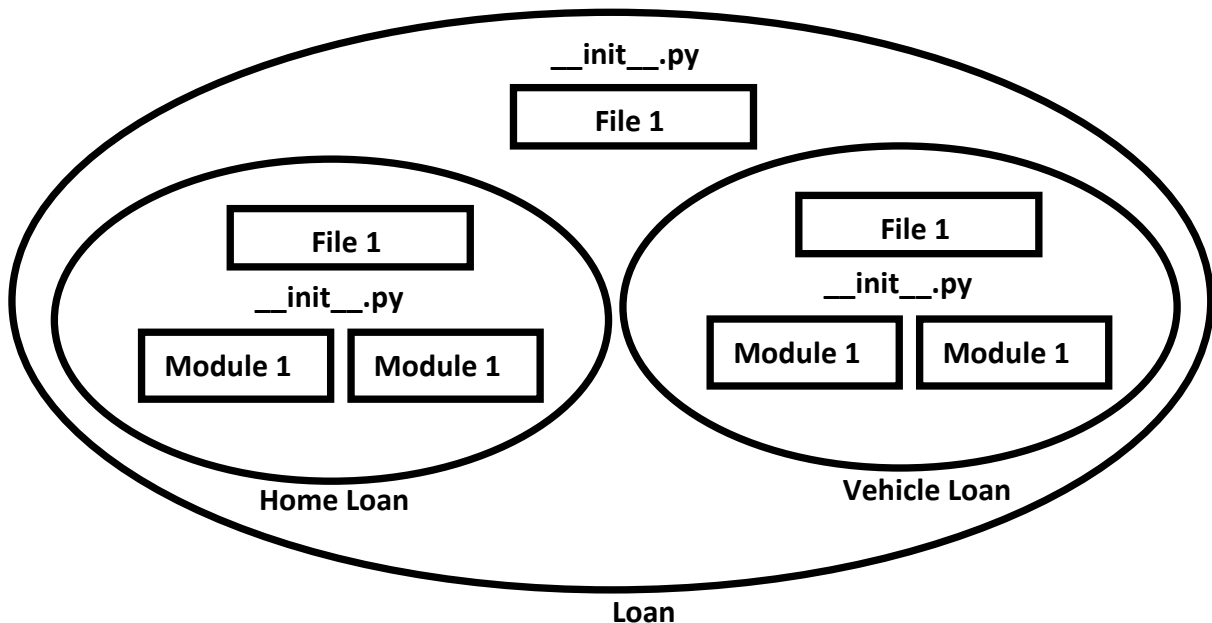 __init__.py
File 1
File 1
__init__.py
Module 1 Module 1
Home Loan
File 1
__init__.py
Module 1 Module 1
Vehicle Loan
Loan